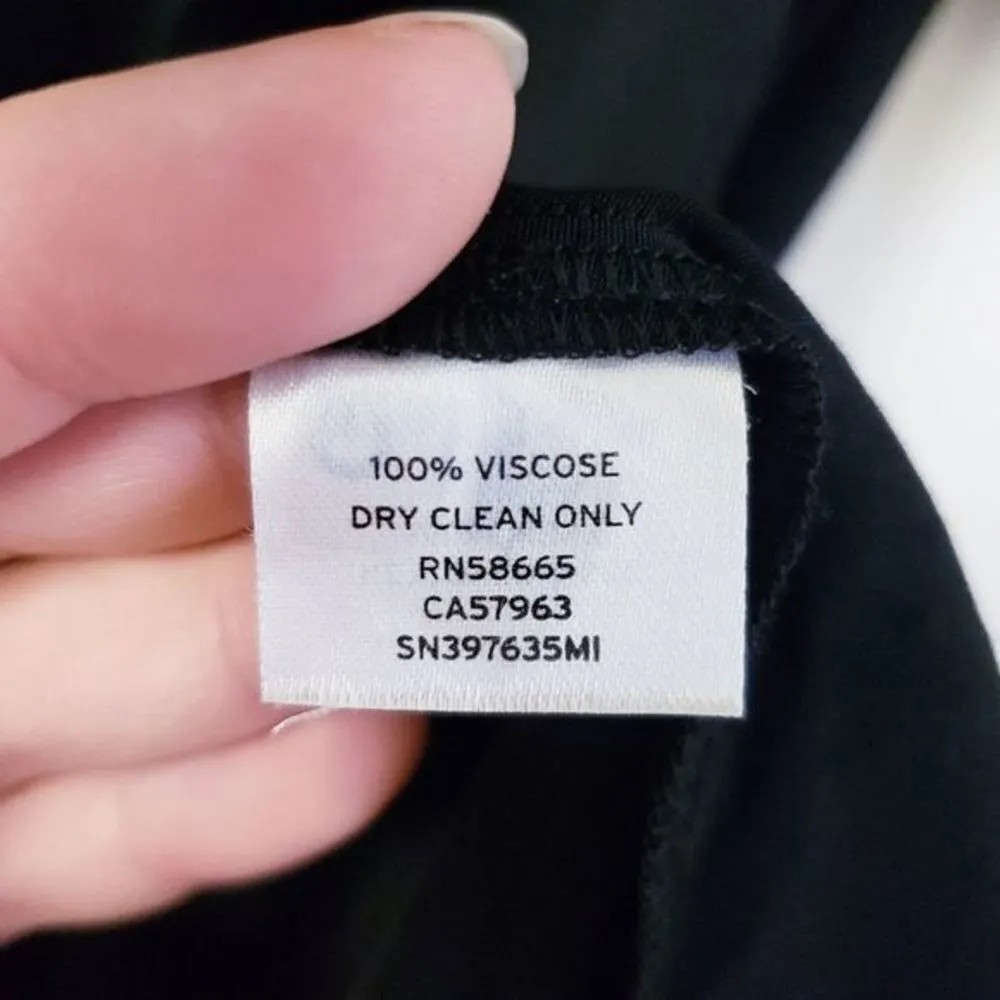 100% VISCOSE
DRY CLEAN ONLY
RN58665
CA57963
SN397635MI